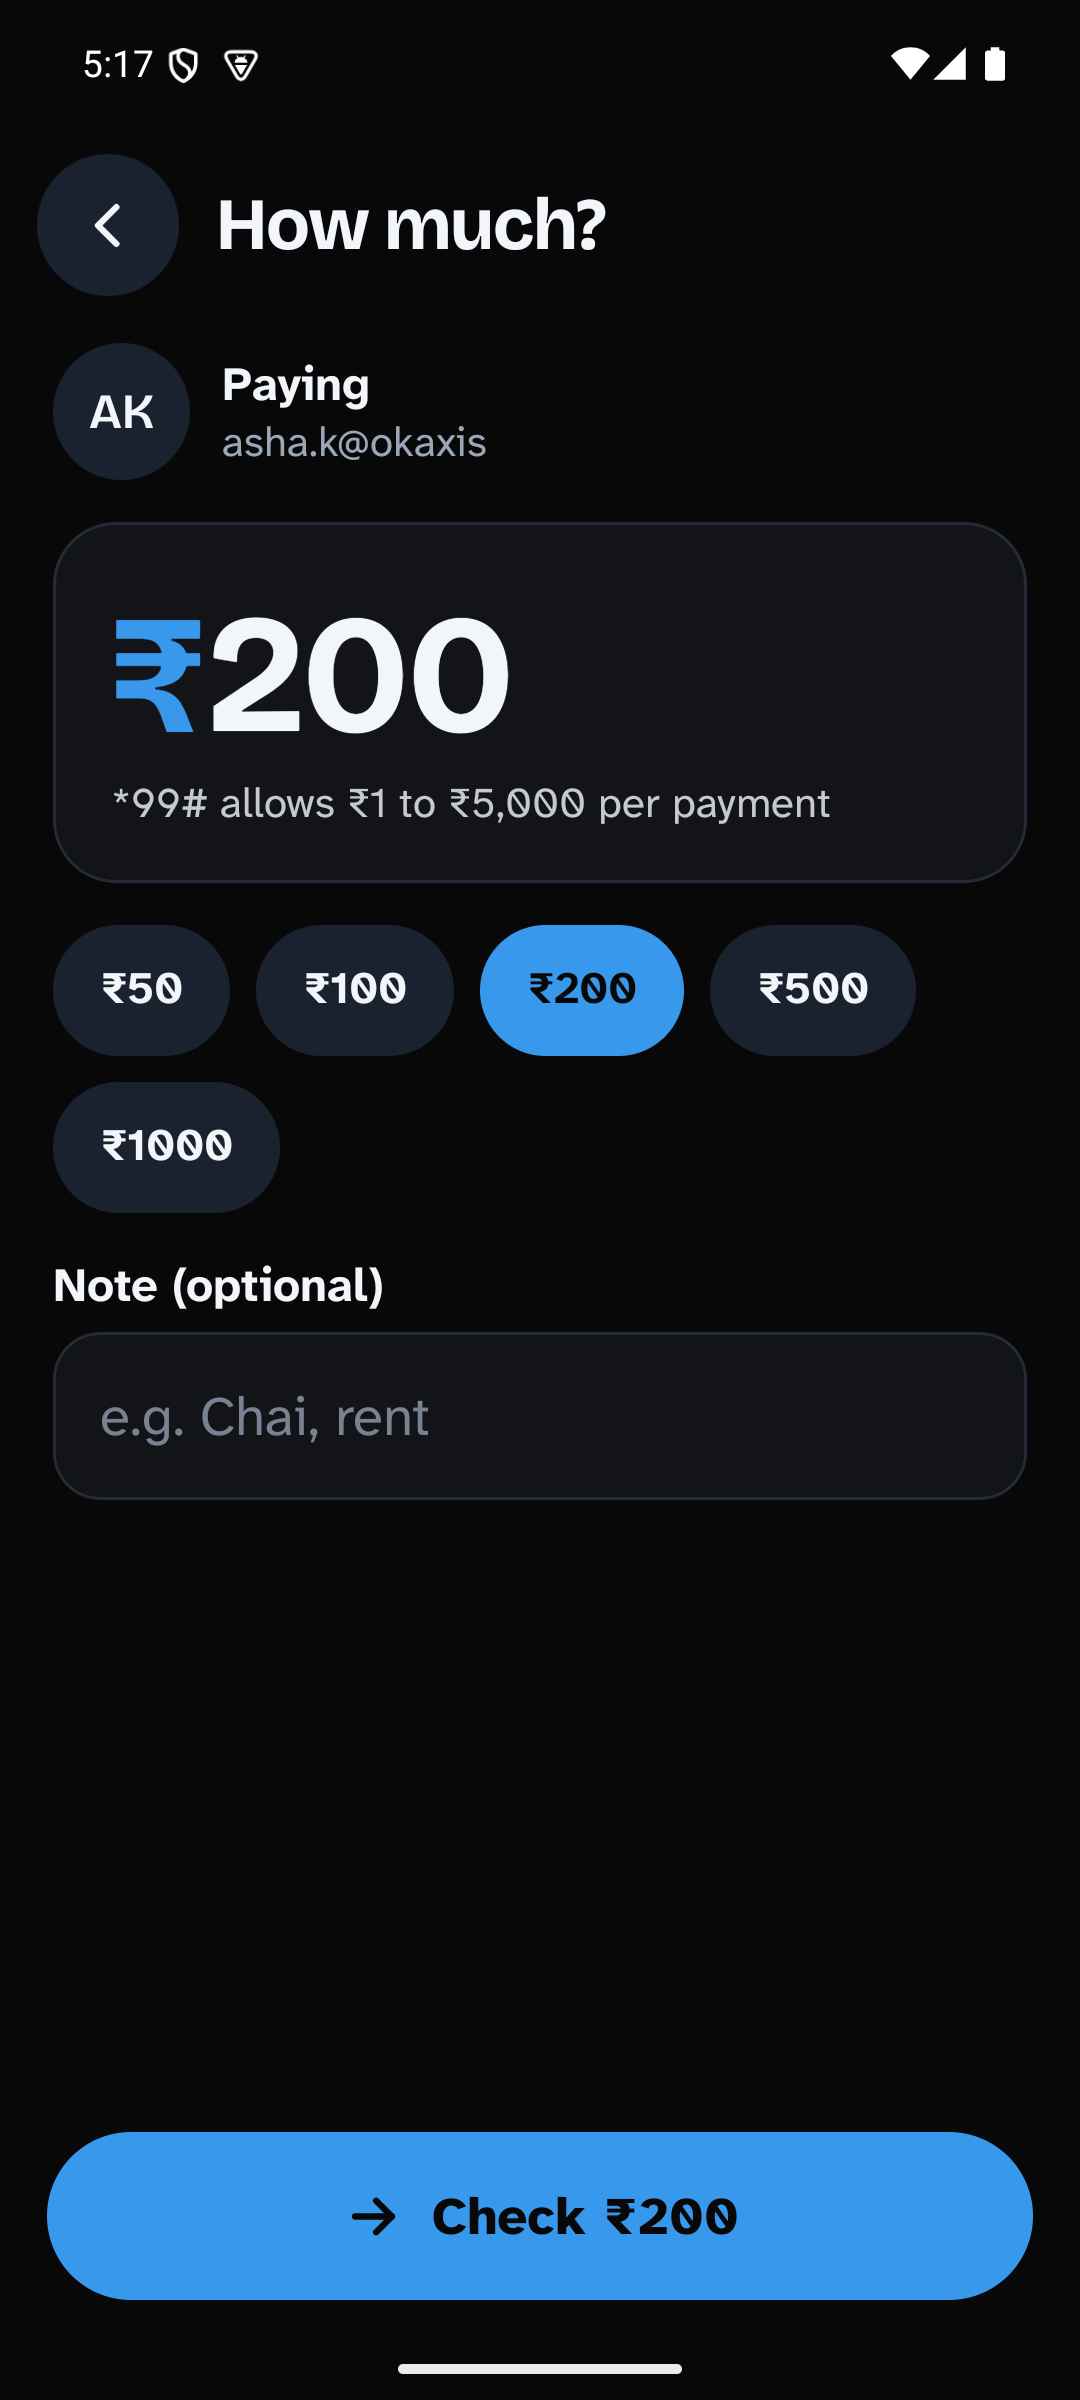 5:17
How much?
AK
Paying
asha.k@okaxis
₹200
*99# allows ₹1 to ₹5,000 per payment
₹50 ₹100 ₹200 ₹500
₹1000
Note (optional)
e.g. Chai, rent
Check ₹200